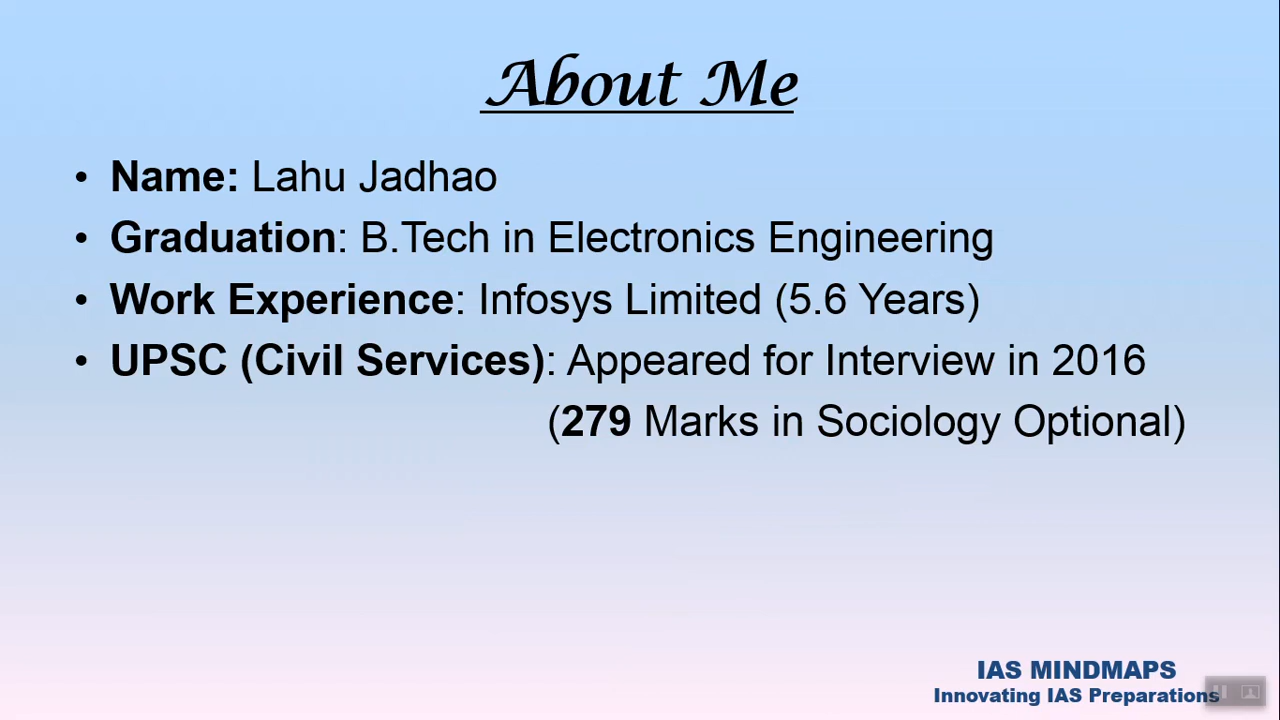 About Me
• Name: Lahu Jadhao
• Graduation: B.Tech in Electronics Engineering
• Work Experience: Infosys Limited (5.6 Years)
• UPSC (Civil Services): Appeared for Interview in 2016
(279 Marks in Sociology Optional)
IAS MINDMAPS
Innovating IAS Preparations